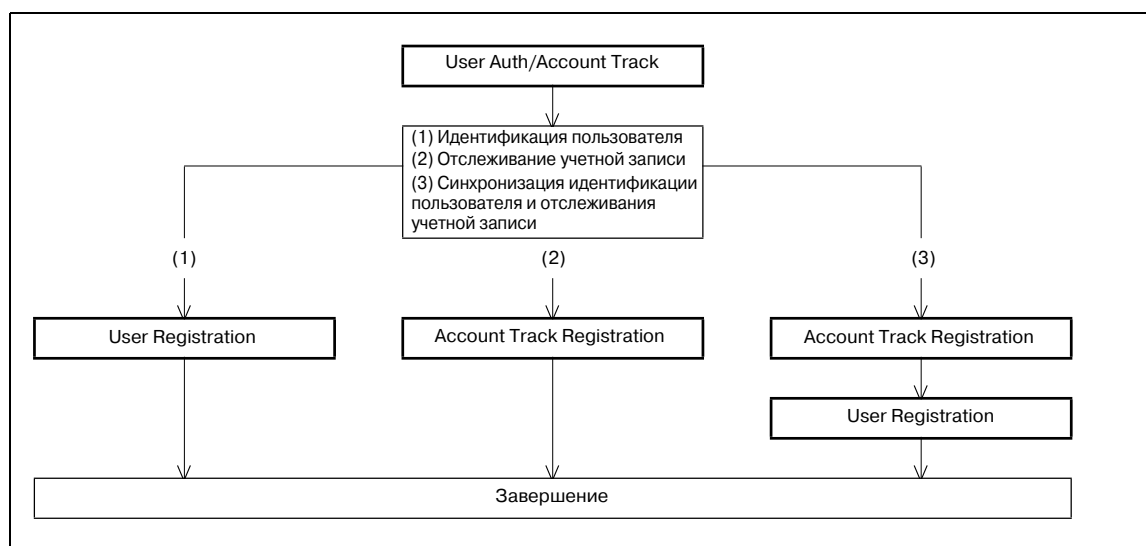 User Auth/Account Track
(1) Идентификация пользователя
(2) Отслеживание учетной записи
(3) Синхронизация идентификации
пользователя и отслеживания
учетной записи
(1)
(2)
(3)
User Registration
Account Track Registration
Account Track Registration
User Registration
Завершение